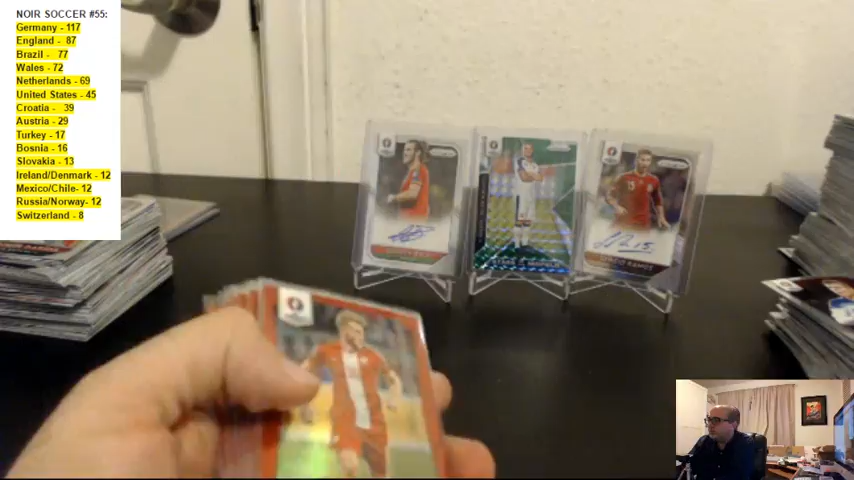 NOIR SOCCER #55:
Germany - 117
England - 87
Brazil - 77
Wales - 72
Netherlands - 69
United States - 45
Croatia - 39
Austria - 29
Turkey - 17
Bosnia - 16
Slovakia - 13
Ireland/Denmark - 12
Mexico/Chile- 12
Russia/Norway- 12
Switzerland - 8